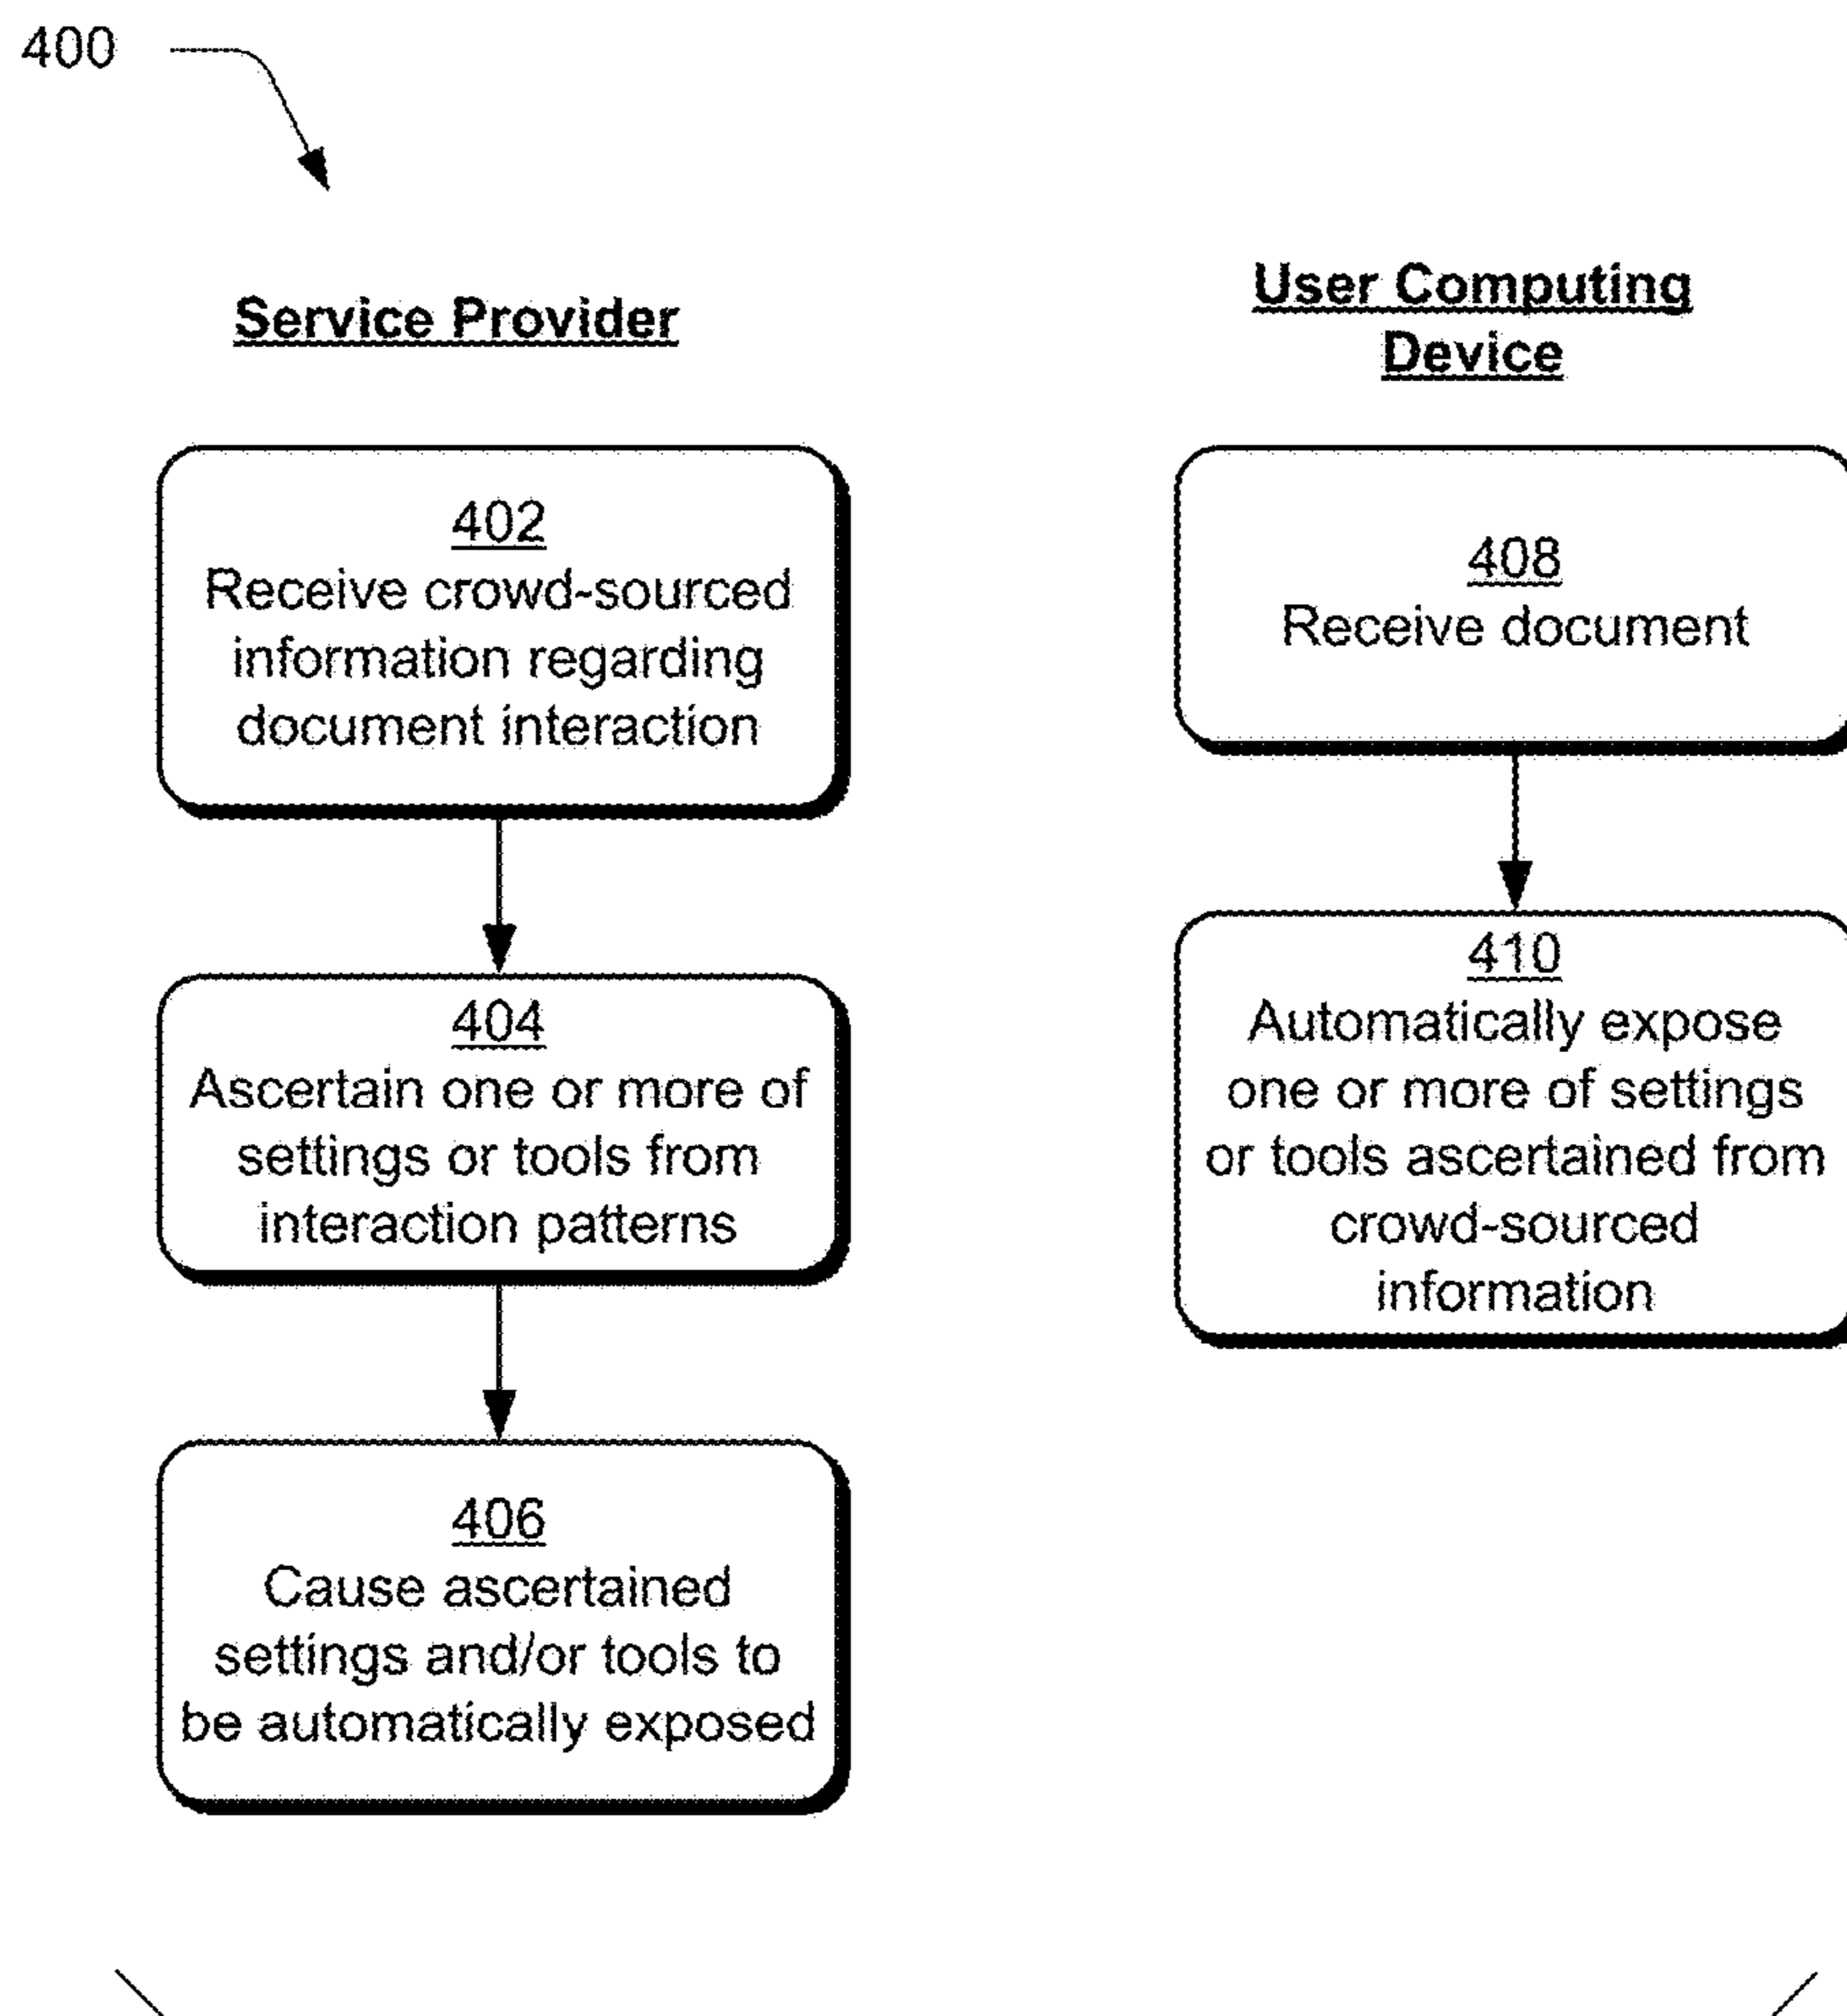 400
Service Provider
402
Receive crowd-sourced
information regarding
document interaction
404
Ascertain one or more of
settings or tools from
interaction patterns
406
Cause ascertained
settings and/or tools to
be automatically exposed
User Computing
Device
408
Receive document
410
Automatically expose
one or more of settings
or tools ascertained from
crowd-sourced
information